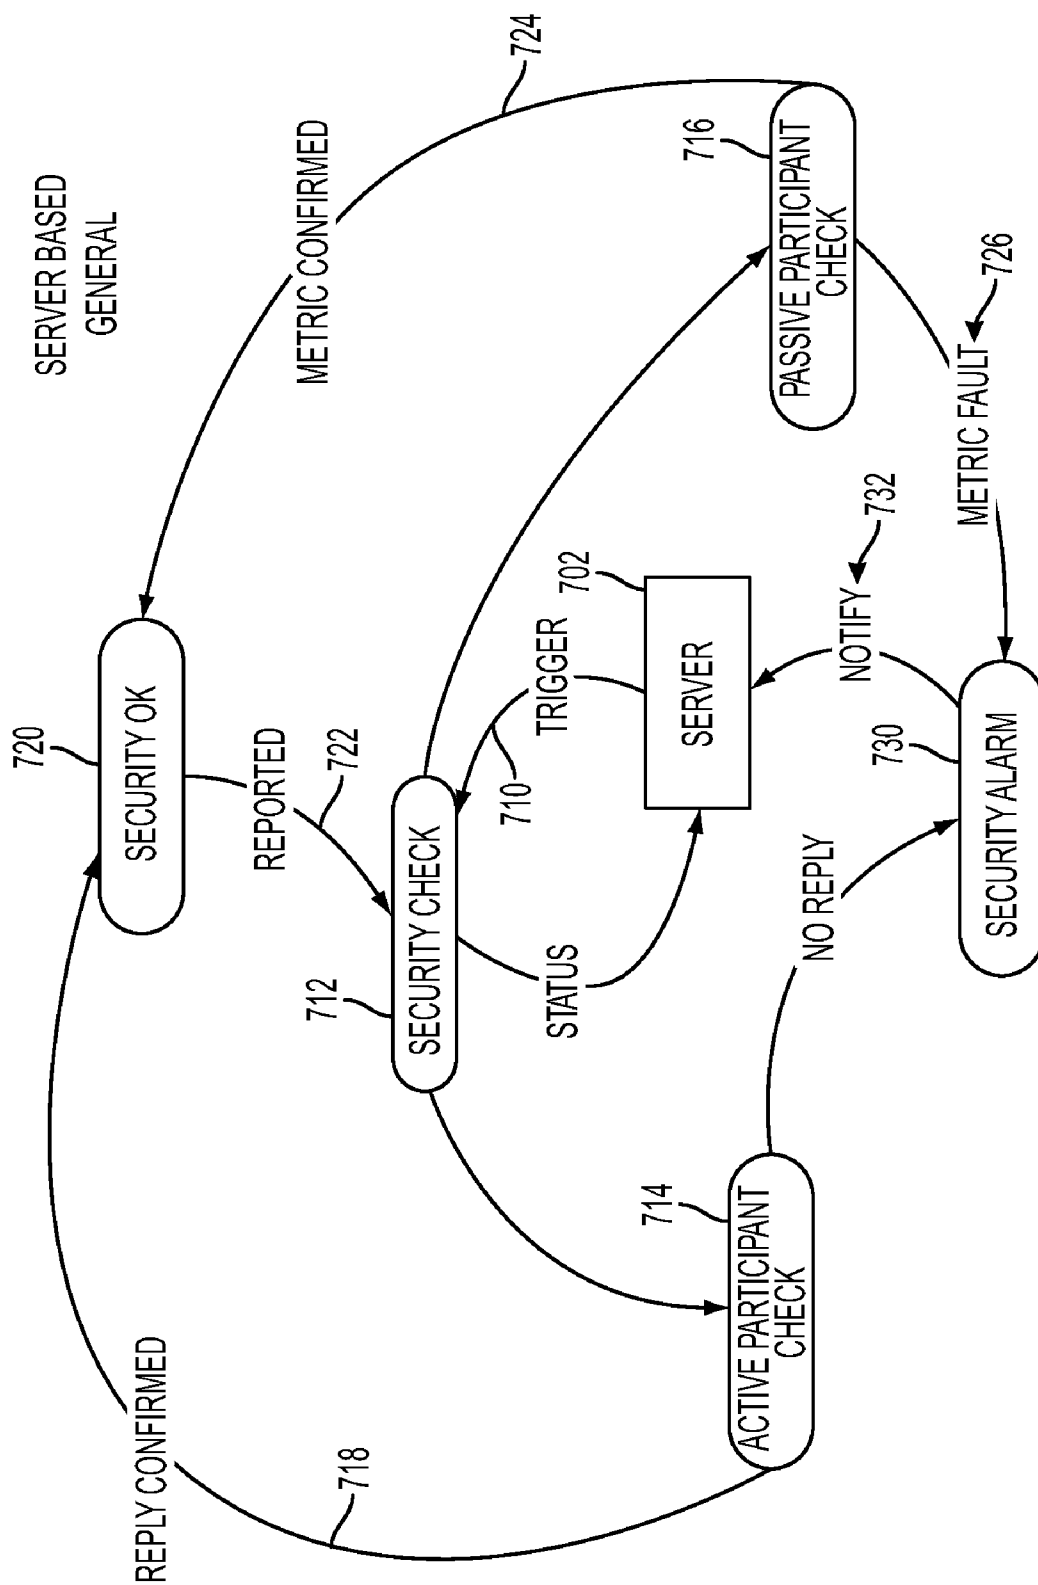 SERVER BASED
GENERAL
REPLY CONFIRMED
718
720
SECURITY OK
REPORTED
722
METRIC CONFIRMED
724
712
SECURITY CHECK
710
TRIGGER
STATUS
702
SERVER
714
ACTIVE PARTICIPANT
CHECK
716
PASSIVE PARTICIPANT
CHECK
NO REPLY
NOTIFY
732
METRIC FAULT
726
730
SECURITY ALARM